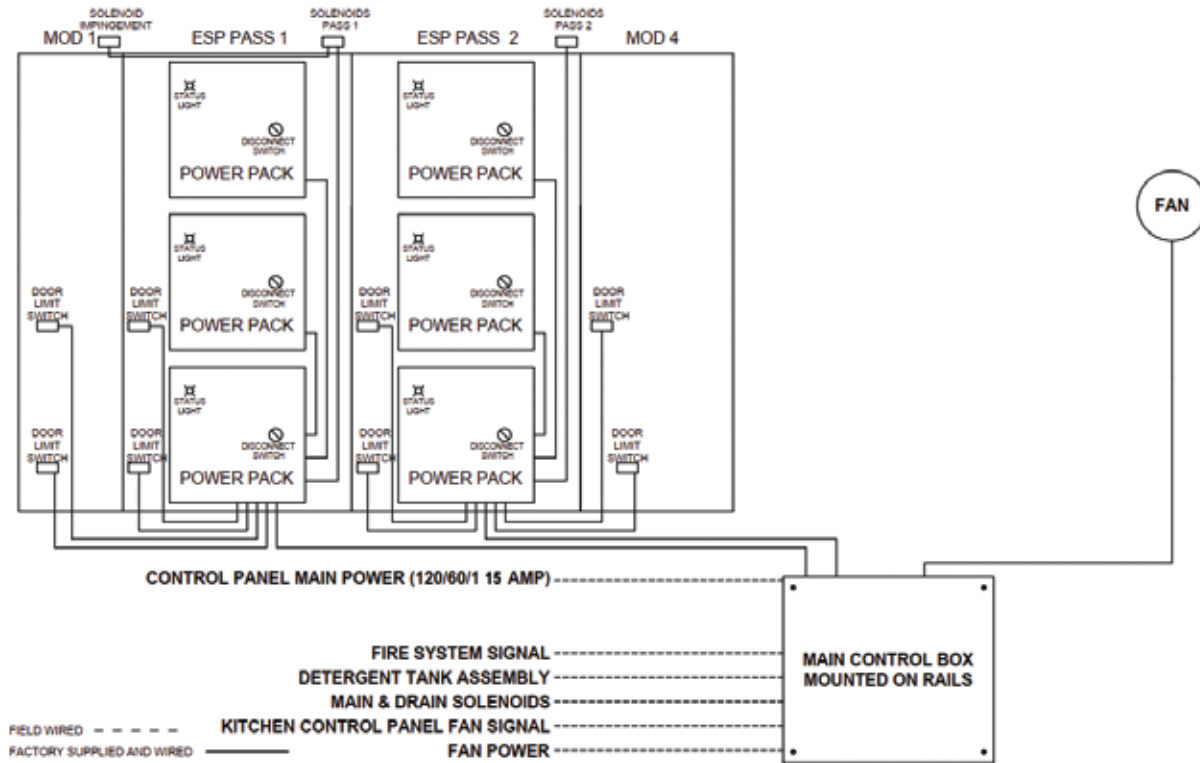 SOLENOID
IMPINGEMENT
SOLENOIDS
PASS 1
SOLENOIDS
PASS 2
MOD 1
ESP PASS 1
ESP PASS 2
MOD 4
STATUS
LIGHT
DISCONNECT
SWITCH
POWER PACK
STATUS
LIGHT
DISCONNECT
SWITCH
POWER PACK
FAN
STATUS
LIGHT
DISCONNECT
SWITCH
POWER PACK
STATUS
LIGHT
DISCONNECT
SWITCH
POWER PACK
DOOR
LIMIT
SWITCH
DOOR
LIMIT
SWITCH
DOOR
LIMIT
SWITCH
DOOR
LIMIT
SWITCH
STATUS
LIGHT
DISCONNECT
SWITCH
POWER PACK
STATUS
LIGHT
DISCONNECT
SWITCH
POWER PACK
DOOR
LIMIT
SWITCH
DOOR
LIMIT
SWITCH
DOOR
LIMIT
SWITCH
DOOR
LIMIT
SWITCH
CONTROL PANEL MAIN POWER (120/60/1 15 AMP)
FIRE SYSTEM SIGNAL
DETERGENT TANK ASSEMBLY
MAIN & DRAIN SOLENOIDS
KITCHEN CONTROL PANEL FAN SIGNAL
FAN POWER
MAIN CONTROL BOX
MOUNTED ON RAILS
FIELD WIRED
FACTORY SUPPLIED AND WIRED